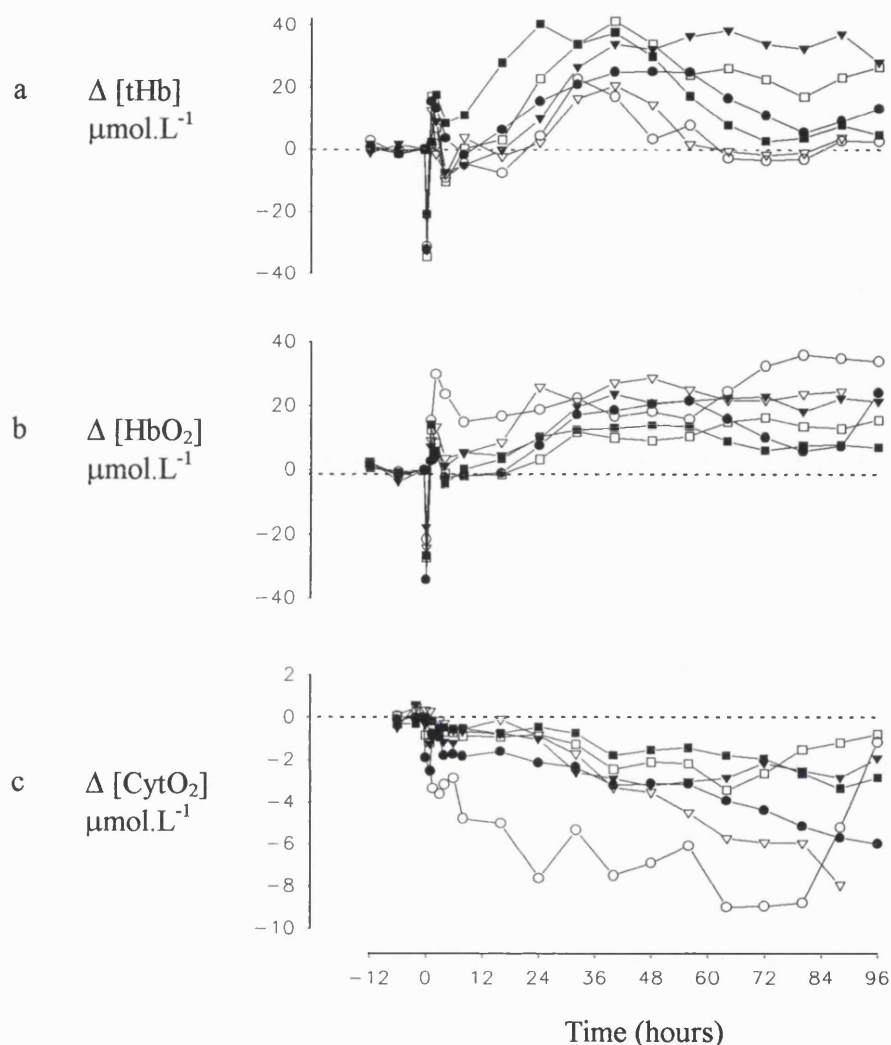 a
Δ [tHb]
μmol.L⁻¹
40
20
0
-20
-40
b
Δ [HbO₂]
μmol.L⁻¹
40
20
0
-20
-40
c
Δ [CytO₂]
μmol.L⁻¹
2
0
-2
-4
-6
-8
-10
-12 0 12 24 36 48 60 72 84 96
Time (hours)